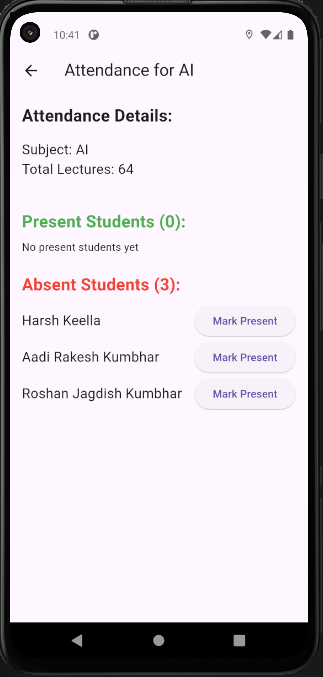 10:41
Attendance for AI
Attendance Details:
Subject: AI
Total Lectures: 64
Present Students (0):
No present students yet
Absent Students (3):
Harsh Keella
Mark Present
Aadi Rakesh Kumbhar
Mark Present
Roshan Jagdish Kumbhar
Mark Present